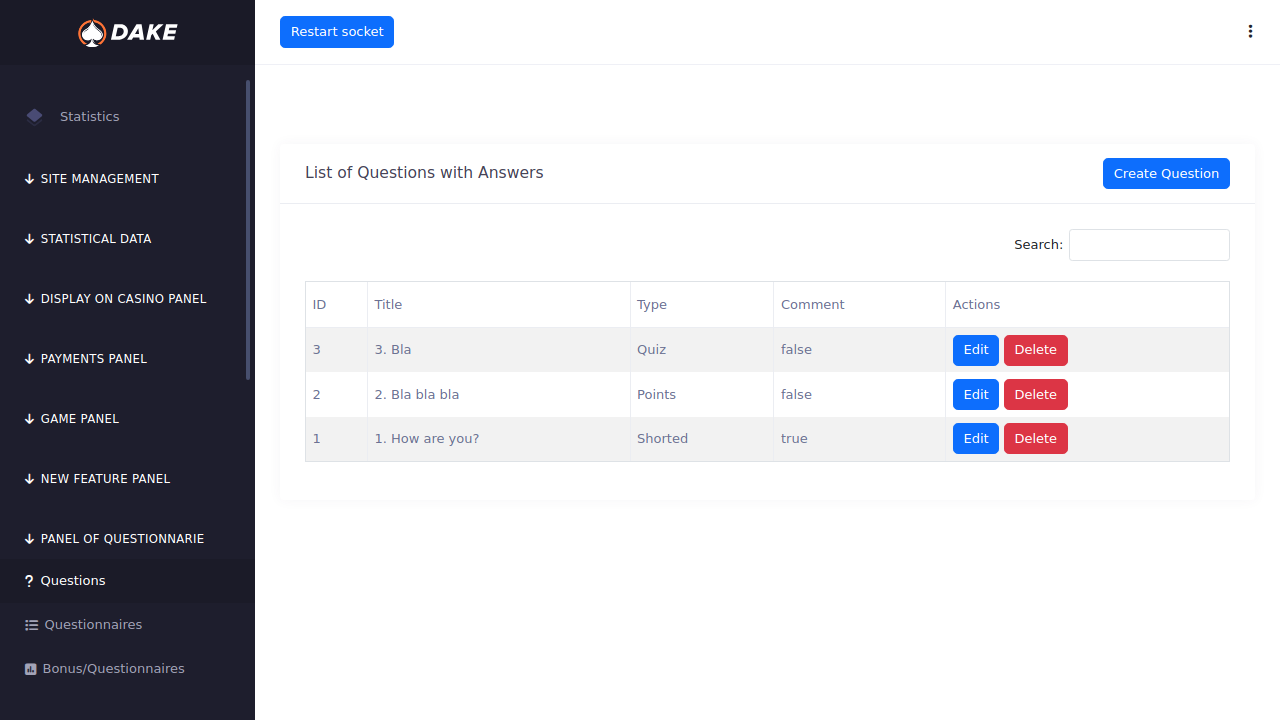 DAKE
Restart socket
Statistics
SITE MANAGEMENT
STATISTICAL DATA
DISPLAY ON CASINO PANEL
PAYMENTS PANEL
GAME PANEL
NEW FEATURE PANEL
PANEL OF QUESTIONNARIE
Questions
Questionnaires
Bonus/Questionnaires
List of Questions with Answers
Create Question
Search:
ID Title Type Comment Actions
3 3. Bla Quiz false Edit Delete
2 2. Bla bla bla Points false Edit Delete
1 1. How are you? Shorted true Edit Delete